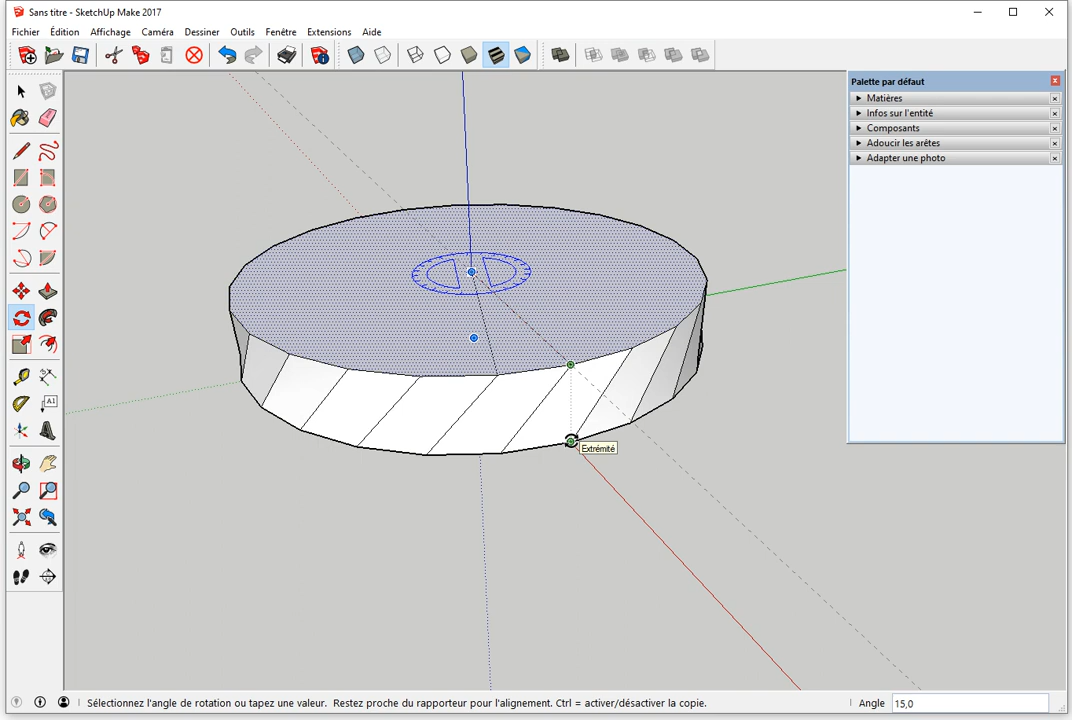 Sans titre - SketchUp Make 2017
Fichier Édition Affichage Caméra Dessiner Outils Fenêtre Extensions Aide
Palette par défaut
Matières
Infos sur l'entité
Composants
Adoucir les arêtes
Adapter une photo
A1
Extrémité
Sélectionnez l'angle de rotation ou tapez une valeur. Restez proche du rapporteur pour l'alignement. Ctrl = activer/désactiver la copie.
Angle 15,0